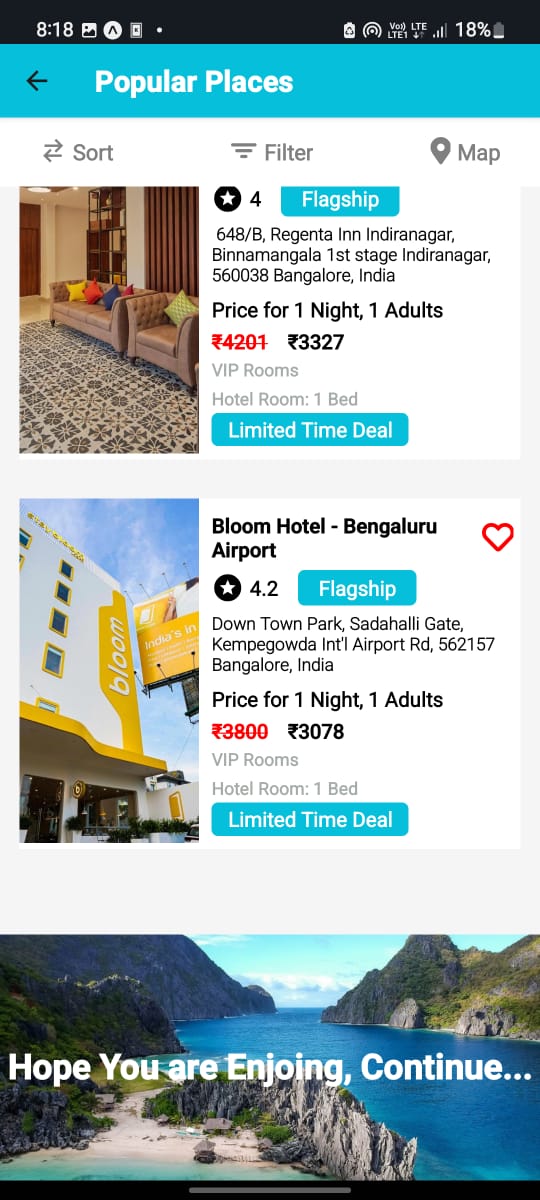 8:18
Vo)) LTE
LTE1
18%
Popular Places
Sort
Filter
Map
4
Flagship
648/B, Regenta Inn Indiranagar,
Binnamangala 1st stage Indiranagar,
560038 Bangalore, India
Price for 1 Night, 1 Adults
₹4201 ₹3327
VIP Rooms
Hotel Room: 1 Bed
Limited Time Deal
bloom
India's in
b
Bloom Hotel - Bengaluru
Airport
4.2
Flagship
Down Town Park, Sadahalli Gate,
Kempegowda Int'l Airport Rd, 562157
Bangalore, India
Price for 1 Night, 1 Adults
₹3800 ₹3078
VIP Rooms
Hotel Room: 1 Bed
Limited Time Deal
Hope You are Enjoing, Continue...